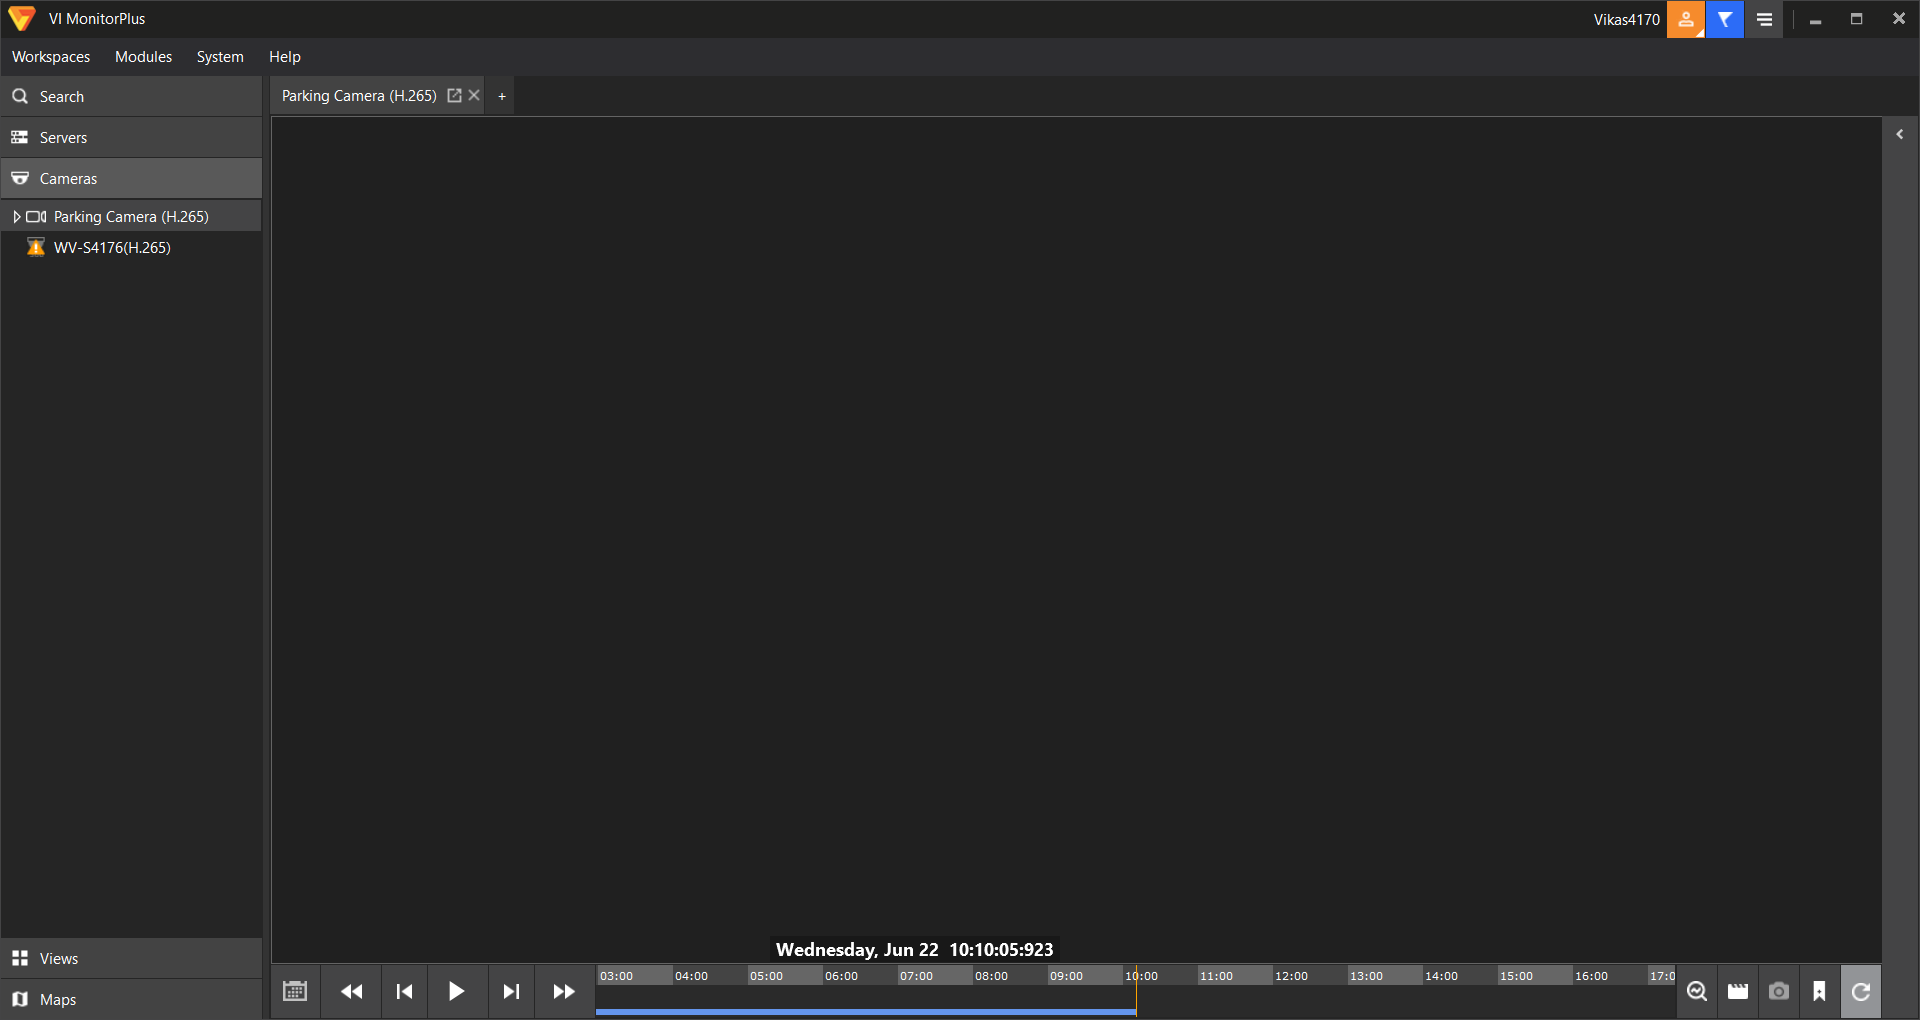 VI MonitorPlus
Vikas4170
Workspaces Modules System Help
Search
Servers
Cameras
Parking Camera (H.265)
WV-S4176(H.265)
Views
Maps
Parking Camera (H.265) +
Wednesday, Jun 22 10:10:05:923
03:00 04:00 05:00 06:00 07:00 08:00 09:00 10:00 11:00 12:00 13:00 14:00 15:00 16:00 17:0